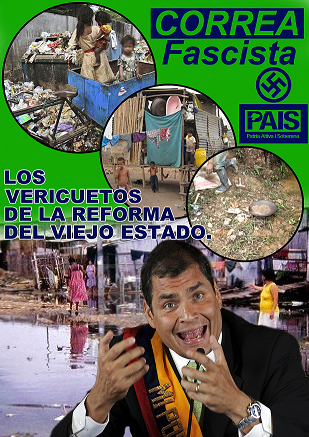 CORREA
Fascista
PAIS
Patria Altiva i Soberana
LOS
VERICUETOS
DE LA REFORMA
DEL VIEJO ESTADO.